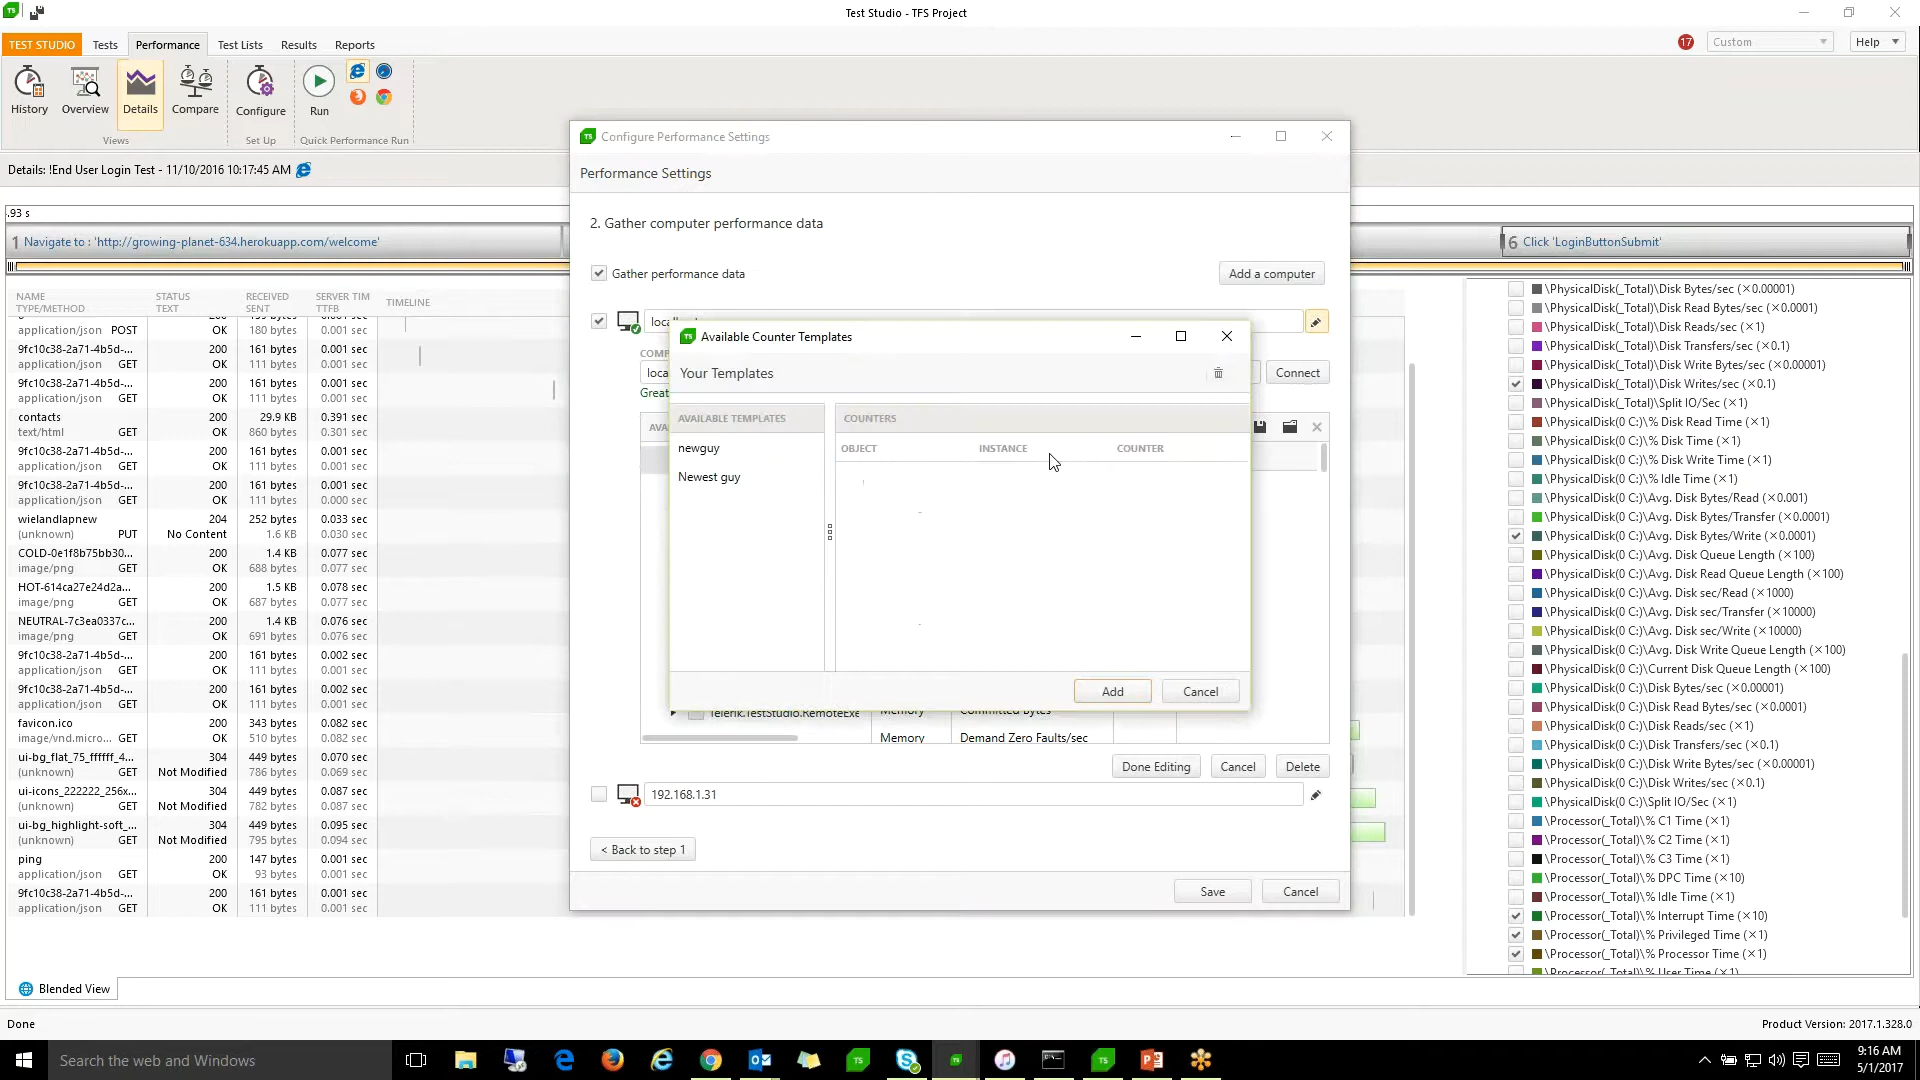 Test Studio - TFS Project
TEST STUDIO Tests Performance Test Lists Results Reports 17 Custom Help
History Overview Details Compare Configure Run
Views Set Up Quick Performance Run
Details: !End User Login Test - 11/10/2016 10:17:45 AM
.93 s
1 Navigate to : 'http://growing-planet-634.herokuapp.com/welcome'
6 Click 'LoginButtonSubmit'
NAME STATUS RECEIVED SERVER TIM TIMELINE
TYPE/METHOD TEXT SENT TTFB
application/json POST OK 180 bytes 0.001 sec
9fc10c38-2a71-4b5d-... 200 161 bytes 0.001 sec
application/json GET OK 111 bytes 0.001 sec
9fc10c38-2a71-4b5d-... 200 161 bytes 0.001 sec
application/json GET OK 111 bytes 0.001 sec
contacts 200 29.9 KB 0.391 sec
text/html GET OK 860 bytes 0.301 sec
9fc10c38-2a71-4b5d-... 200 161 bytes 0.001 sec
application/json GET OK 111 bytes 0.001 sec
9fc10c38-2a71-4b5d-... 200 161 bytes 0.001 sec
application/json GET OK 111 bytes 0.000 sec
wielandlapnew 204 252 bytes 0.033 sec
(unknown) PUT No Content 1.6 KB 0.030 sec
COLD-0e1f8b75bb30... 200 1.4 KB 0.077 sec
image/png GET OK 688 bytes 0.077 sec
HOT-614ca27e24d2a... 200 1.5 KB 0.078 sec
image/png GET OK 687 bytes 0.077 sec
NEUTRAL-7c3ea0337c... 200 1.4 KB 0.076 sec
image/png GET OK 691 bytes 0.076 sec
9fc10c38-2a71-4b5d-... 200 161 bytes 0.002 sec
application/json GET OK 111 bytes 0.001 sec
9fc10c38-2a71-4b5d-... 200 161 bytes 0.002 sec
application/json GET OK 111 bytes 0.001 sec
favicon.ico 200 343 bytes 0.082 sec
image/vnd.micro... GET OK 510 bytes 0.082 sec
ui-bg_flat_75_ffffff_4... 304 449 bytes 0.070 sec
(unknown) GET Not Modified 786 bytes 0.069 sec
ui-icons_222222_256x... 304 449 bytes 0.087 sec
(unknown) GET Not Modified 782 bytes 0.087 sec
ui-bg_highlight-soft_... 304 449 bytes 0.095 sec
(unknown) GET Not Modified 795 bytes 0.094 sec
ping 200 147 bytes 0.001 sec
application/json GET OK 93 bytes 0.001 sec
9fc10c38-2a71-4b5d-... 200 161 bytes 0.001 sec
application/json GET OK 111 bytes 0.001 sec
Configure Performance Settings
Performance Settings
2. Gather computer performance data
Gather performance data Add a computer
loc
COMP
loca Connect
Great
AVA
Available Counter Templates
Your Templates
AVAILABLE TEMPLATES COUNTERS
newguy OBJECT INSTANCE COUNTER
Newest guy
Add Cancel
Telerik.TestStudio.RemoteExe Memory Committed Bytes
Memory Demand Zero Faults/sec
Done Editing Cancel Delete
192.168.1.31
< Back to step 1
Save Cancel
\PhysicalDisk(_Total)\Disk Bytes/sec (×0.00001)
\PhysicalDisk(_Total)\Disk Read Bytes/sec (×0.0001)
\PhysicalDisk(_Total)\Disk Reads/sec (×1)
\PhysicalDisk(_Total)\Disk Transfers/sec (×0.1)
\PhysicalDisk(_Total)\Disk Write Bytes/sec (×0.00001)
\PhysicalDisk(_Total)\Disk Writes/sec (×0.1)
\PhysicalDisk(_Total)\Split IO/Sec (×1)
\PhysicalDisk(0 C:)\% Disk Read Time (×1)
\PhysicalDisk(0 C:)\% Disk Time (×1)
\PhysicalDisk(0 C:)\% Disk Write Time (×1)
\PhysicalDisk(0 C:)\% Idle Time (×1)
\PhysicalDisk(0 C:)\Avg. Disk Bytes/Read (×0.001)
\PhysicalDisk(0 C:)\Avg. Disk Bytes/Transfer (×0.0001)
\PhysicalDisk(0 C:)\Avg. Disk Bytes/Write (×0.0001)
\PhysicalDisk(0 C:)\Avg. Disk Queue Length (×100)
\PhysicalDisk(0 C:)\Avg. Disk Read Queue Length (×100)
\PhysicalDisk(0 C:)\Avg. Disk sec/Read (×1000)
\PhysicalDisk(0 C:)\Avg. Disk sec/Transfer (×10000)
\PhysicalDisk(0 C:)\Avg. Disk sec/Write (×10000)
\PhysicalDisk(0 C:)\Avg. Disk Write Queue Length (×100)
\PhysicalDisk(0 C:)\Current Disk Queue Length (×100)
\PhysicalDisk(0 C:)\Disk Bytes/sec (×0.00001)
\PhysicalDisk(0 C:)\Disk Read Bytes/sec (×0.0001)
\PhysicalDisk(0 C:)\Disk Reads/sec (×1)
\PhysicalDisk(0 C:)\Disk Transfers/sec (×0.1)
\PhysicalDisk(0 C:)\Disk Write Bytes/sec (×0.00001)
\PhysicalDisk(0 C:)\Disk Writes/sec (×0.1)
\PhysicalDisk(0 C:)\Split IO/Sec (×1)
\Processor(_Total)\% C1 Time (×1)
\Processor(_Total)\% C2 Time (×1)
\Processor(_Total)\% C3 Time (×1)
\Processor(_Total)\% DPC Time (×10)
\Processor(_Total)\% Idle Time (×1)
\Processor(_Total)\% Interrupt Time (×10)
\Processor(_Total)\% Privileged Time (×1)
\Processor(_Total)\% Processor Time (×1)
\Processor(_Total)\% User Time (×1)
Blended View
Done Product Version: 2017.1.328.0
Search the web and Windows 9:16 AM
5/1/2017